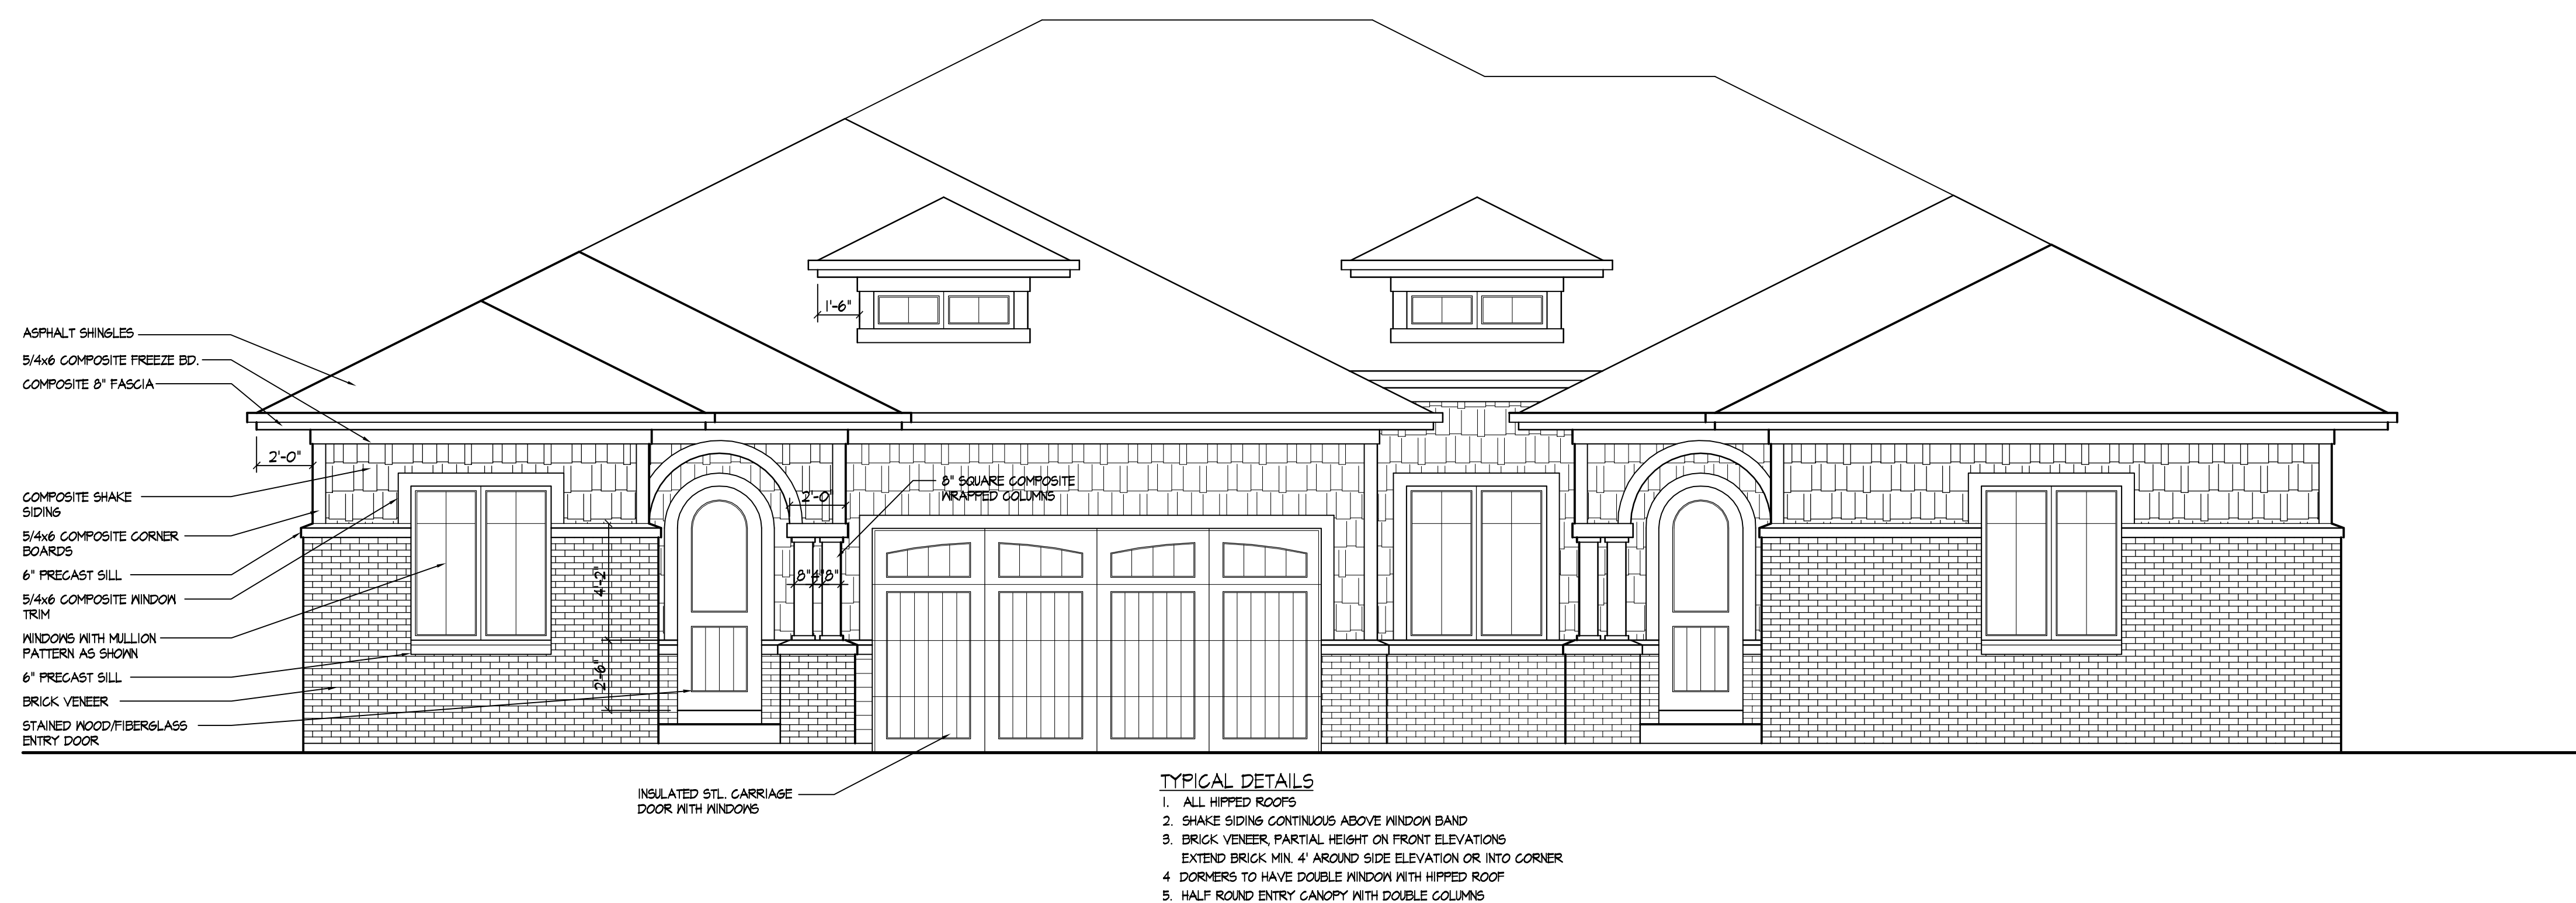 1'-6"
ASPHALT SHINGLES
5/4x6 COMPOSITE FREEZE BD.
COMPOSITE 8" FASCIA
2'-0"
8" SQUARE COMPOSITE
WRAPPED COLUMNS
2'-0"
COMPOSITE SHAKE
SIDING
5/4x6 COMPOSITE CORNER
BOARDS
6" PRECAST SILL
8" 4" 8"
4'-2"
5/4x6 COMPOSITE WINDOW
TRIM
WINDOWS WITH MULLION
PATTERN AS SHOWN
6" PRECAST SILL
2'-6"
BRICK VENEER
STAINED WOOD/FIBERGLASS
ENTRY DOOR
INSULATED STL. CARRIAGE
DOOR WITH WINDOWS
TYPICAL DETAILS
1. ALL HIPPED ROOFS
2. SHAKE SIDING CONTINUOUS ABOVE WINDOW BAND
3. BRICK VENEER, PARTIAL HEIGHT ON FRONT ELEVATIONS
EXTEND BRICK MIN. 4' AROUND SIDE ELEVATION OR INTO CORNER
4 DORMERS TO HAVE DOUBLE WINDOW WITH HIPPED ROOF
5. HALF ROUND ENTRY CANOPY WITH DOUBLE COLUMNS